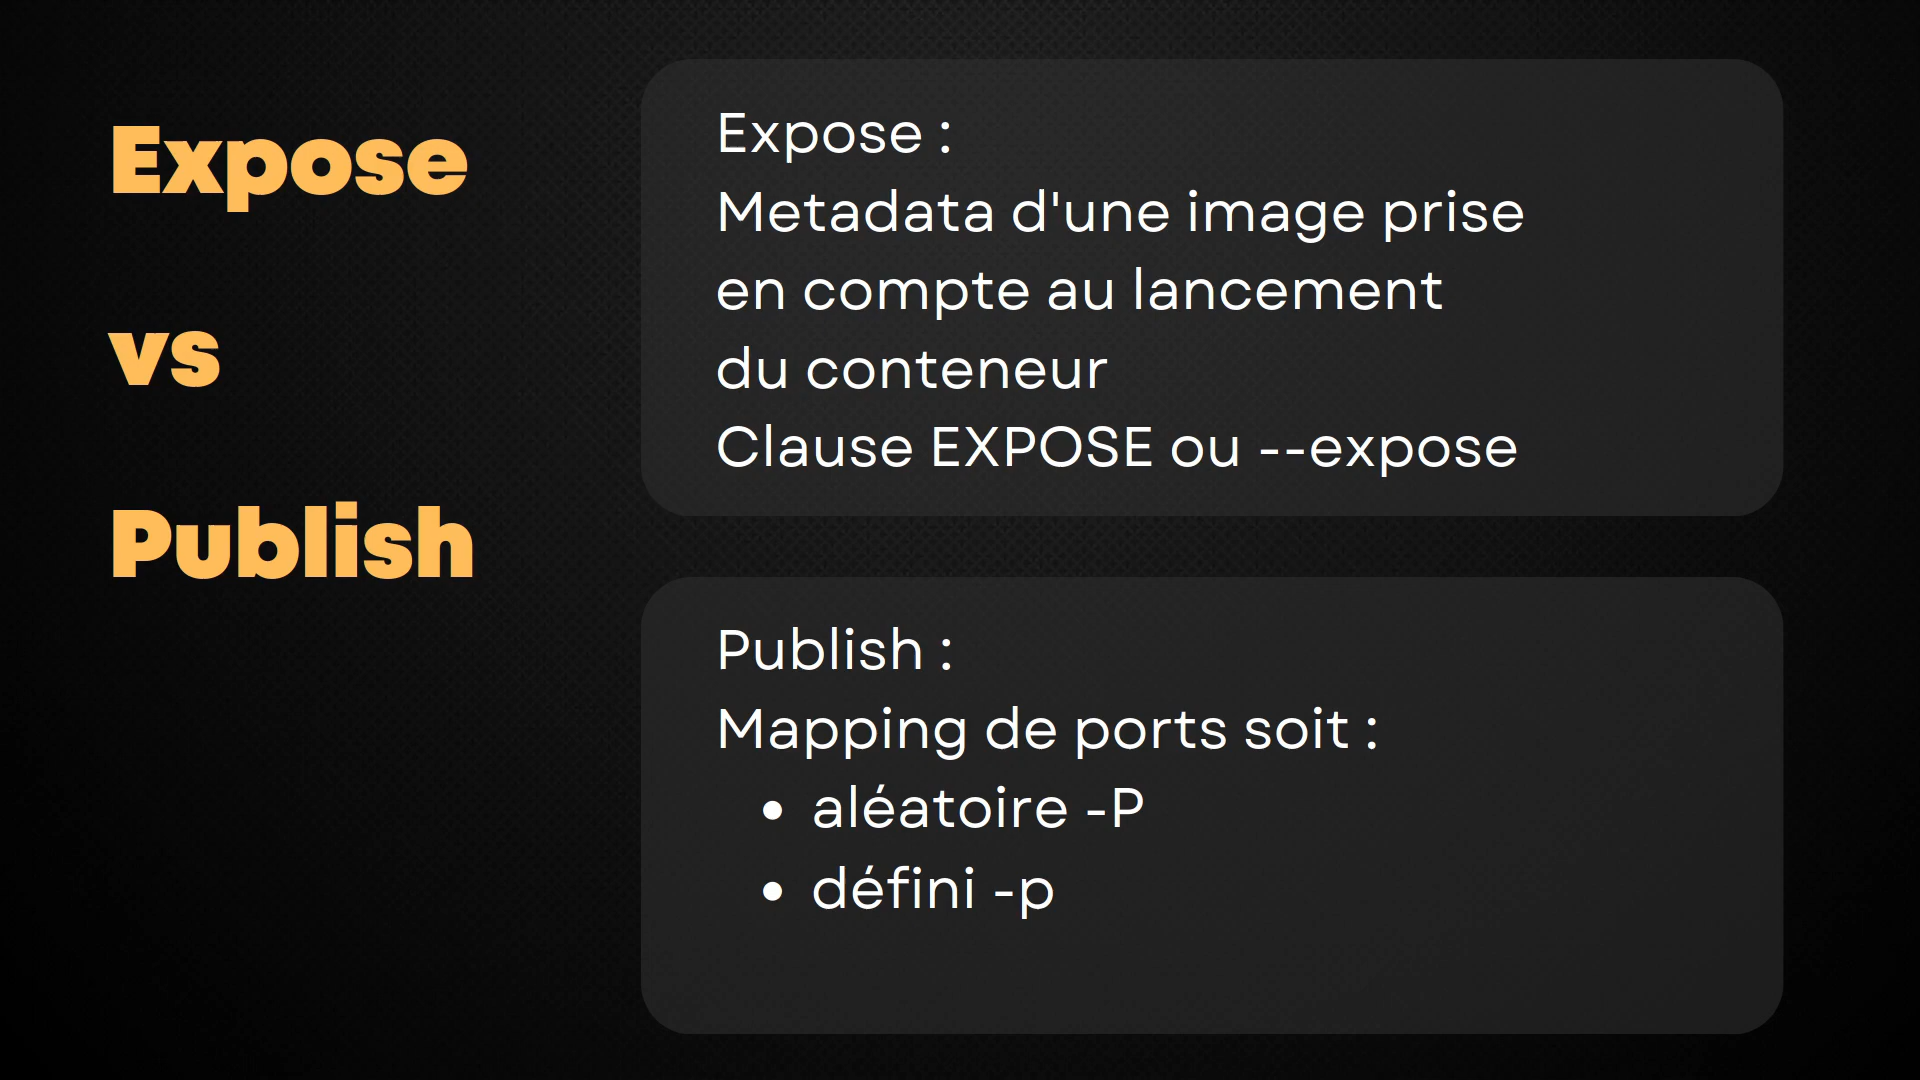 Expose
vs
Publish
Expose :
Metadata d'une image prise
en compte au lancement
du conteneur
Clause EXPOSE ou --expose
Publish :
Mapping de ports soit :
• aléatoire -P
• défini -p